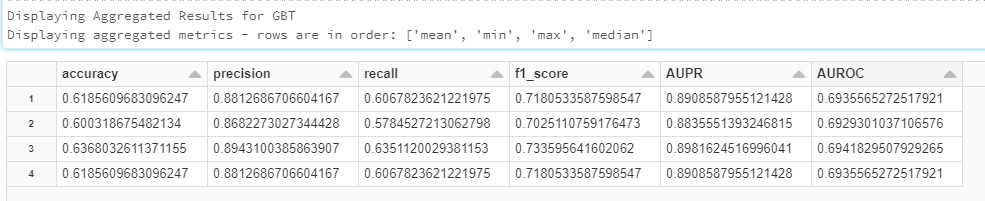 Displaying Aggregated Results for GBT
Displaying aggregated metrics - rows are in order: ['mean', 'min', 'max', 'median']
accuracy precision recall f1_score AUPR AUROC
1 0.6185609683096247 0.8812686706604167 0.6067823621221975 0.7180533587598547 0.8908587955121428 0.6935565272517921
2 0.600318675482134 0.8682273027344428 0.5784527213062798 0.7025110759176473 0.8835551393246815 0.6929301037106576
3 0.6368032611371155 0.8943100385863907 0.6351120029381153 0.733595641602062 0.8981624516996041 0.6941829507929265
4 0.6185609683096247 0.8812686706604167 0.6067823621221975 0.7180533587598547 0.8908587955121428 0.6935565272517921